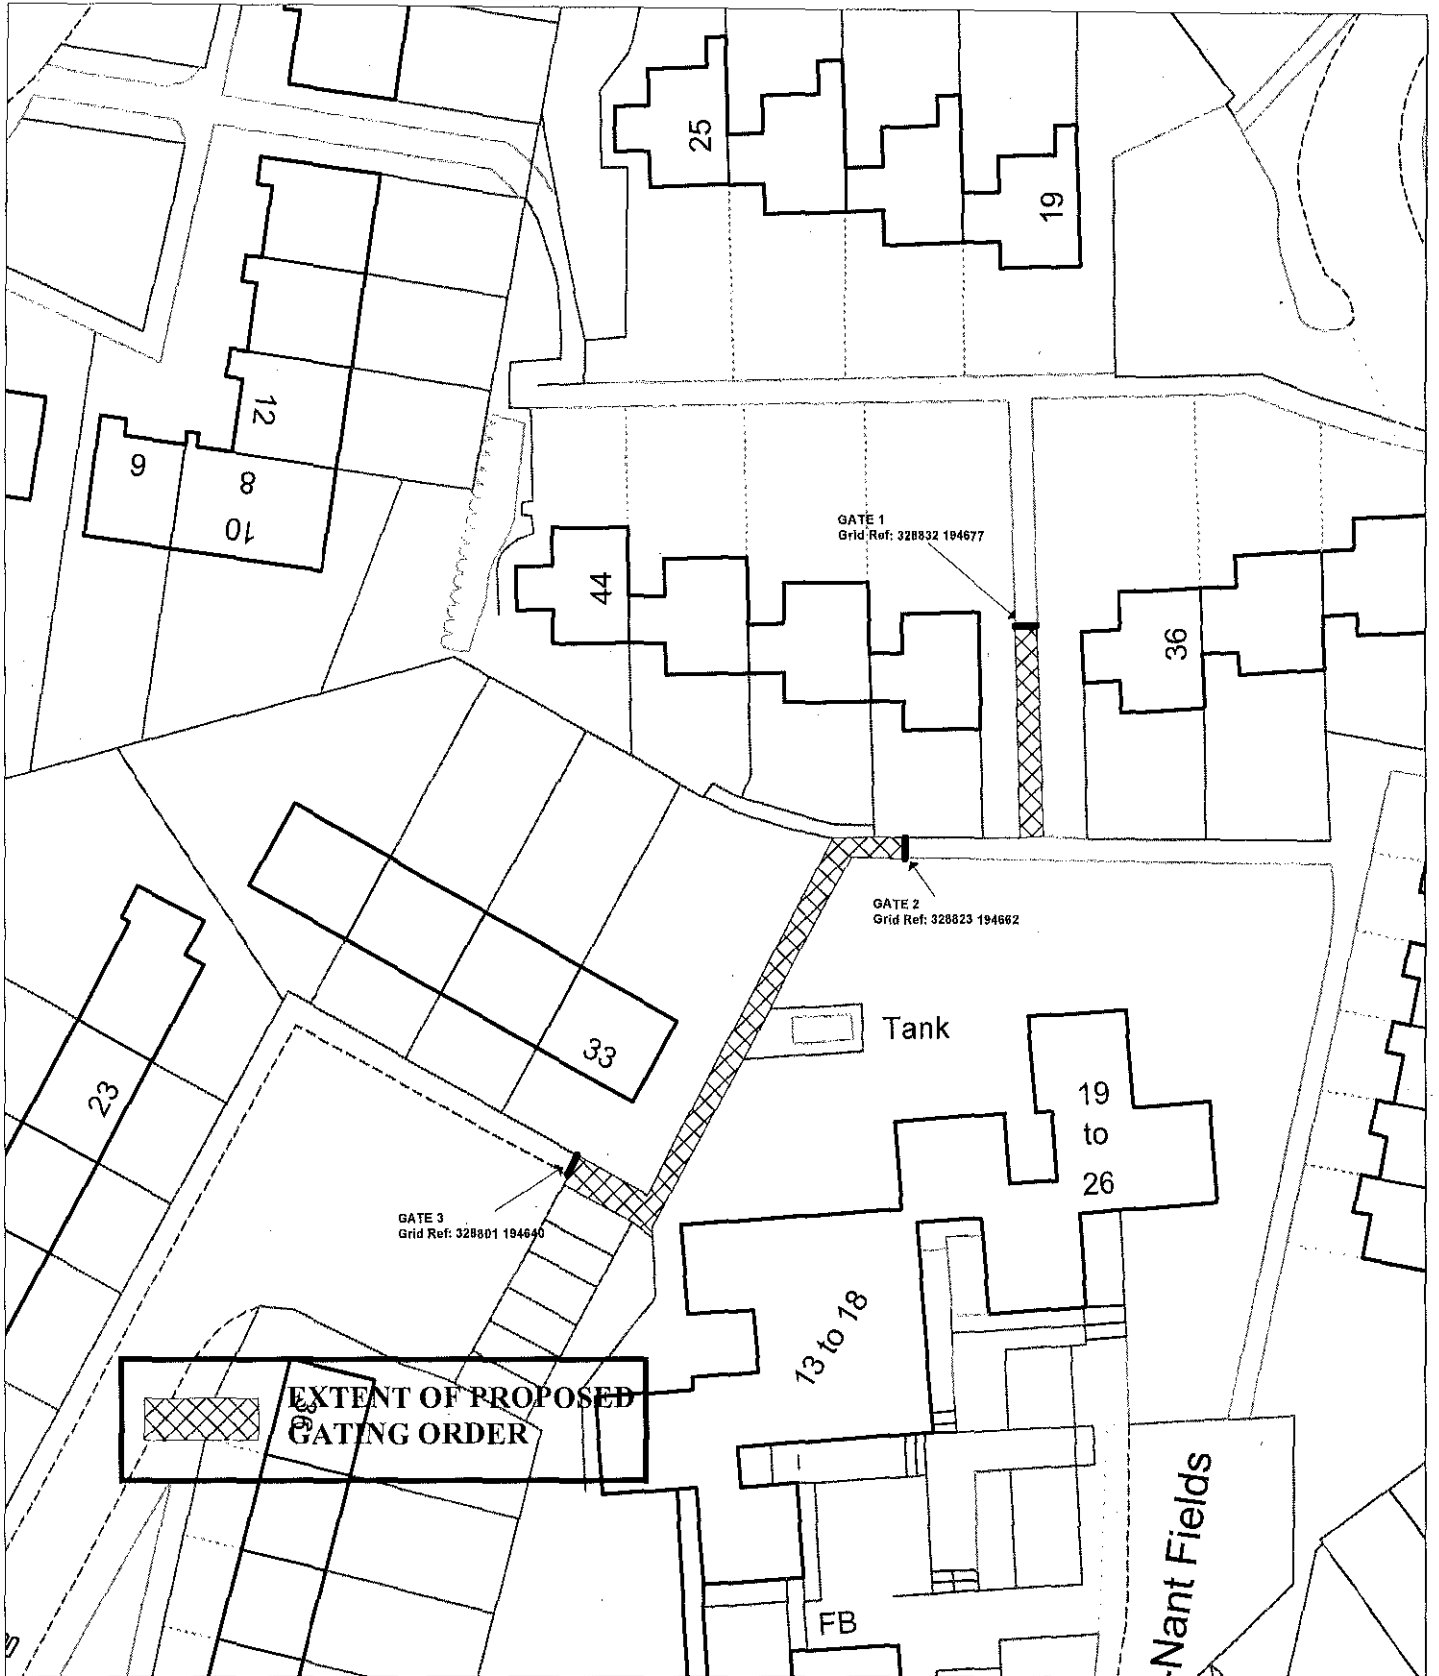 25
19
12
6
8
10
GATE 1
Grid Ref: 328832 194677
44
36
GATE 2
Grid Ref: 328823 194662
Tank
33
23
19
to
26
GATE 3
Grid Ref: 328801 194640
13 to 18
EXTENT OF PROPOSED
GATING ORDER
36
-Nant Fields
FB